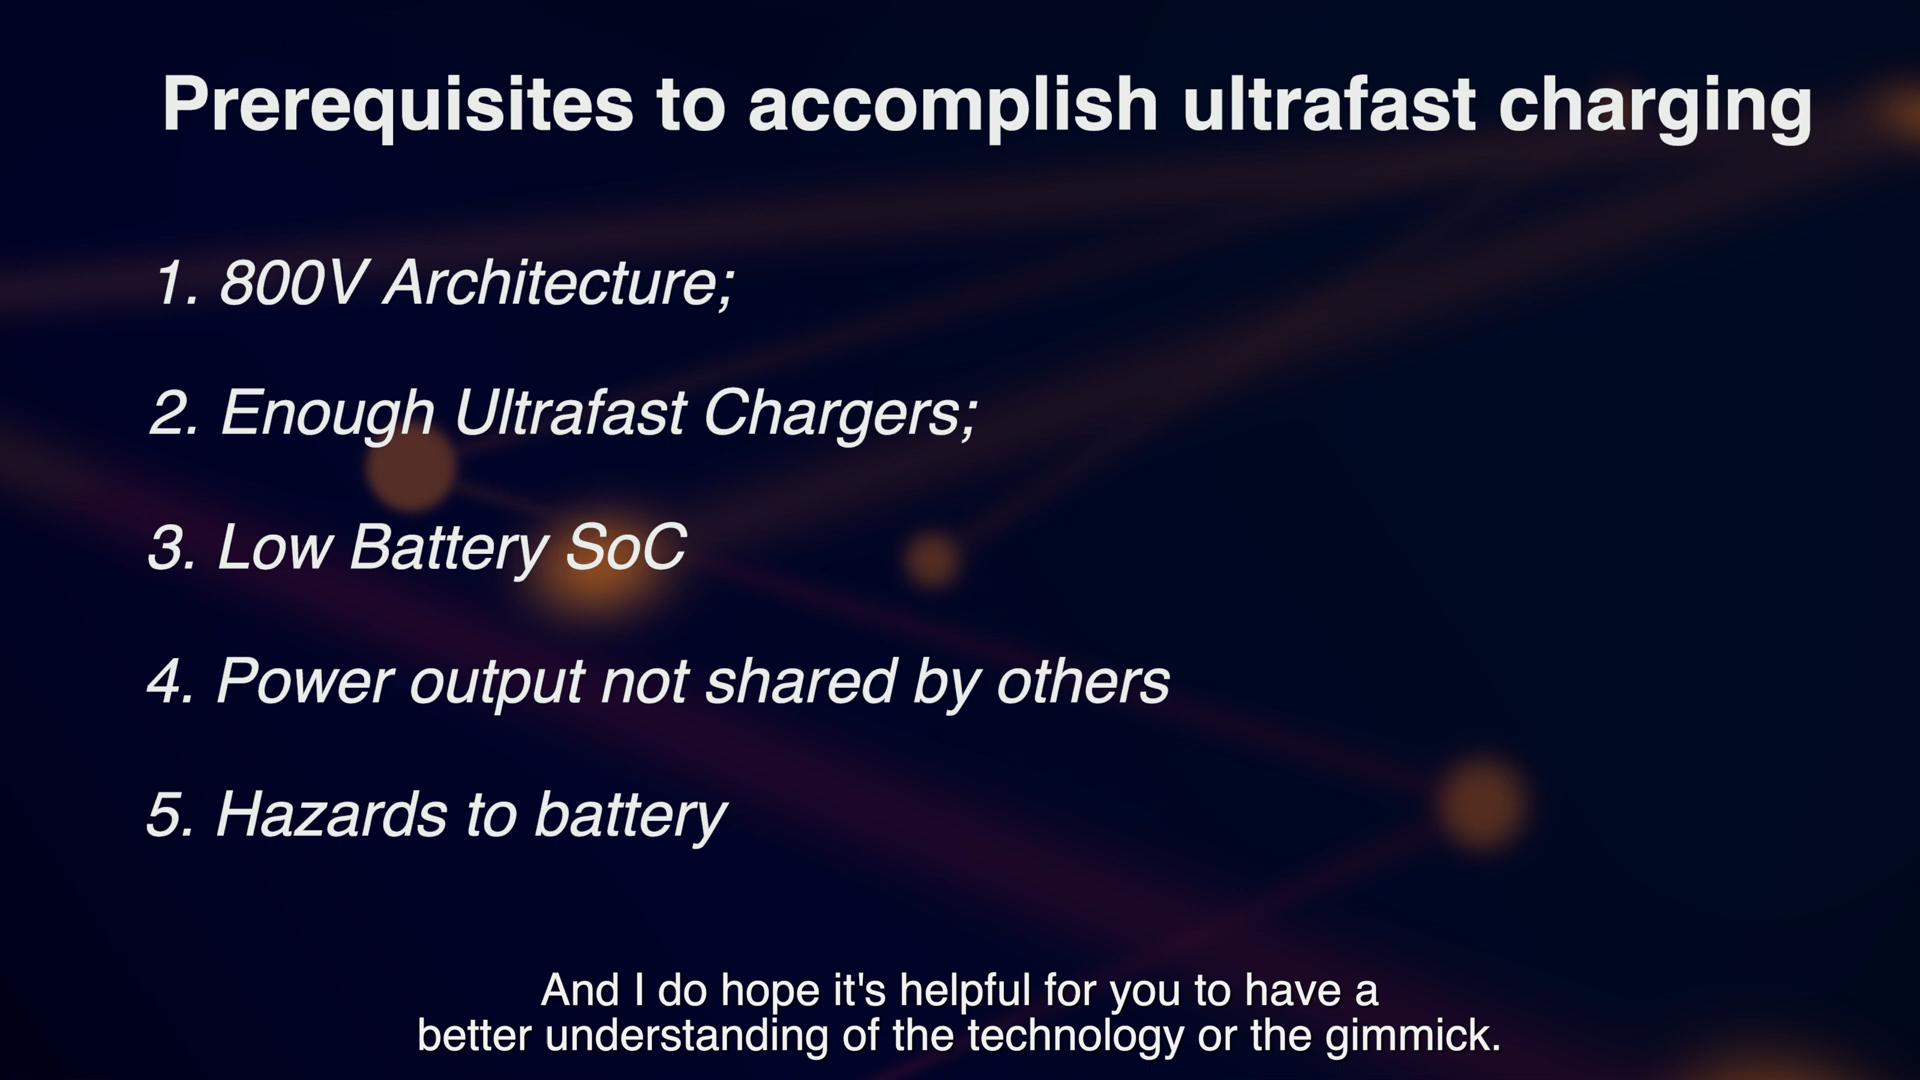 Prerequisites to accomplish ultrafast charging
1. 800V Architecture;
2. Enough Ultrafast Chargers;
3. Low Battery SoC
4. Power output not shared by others
5. Hazards to battery
And I do hope it's helpful for you to have a
better understanding of the technology or the gimmick.